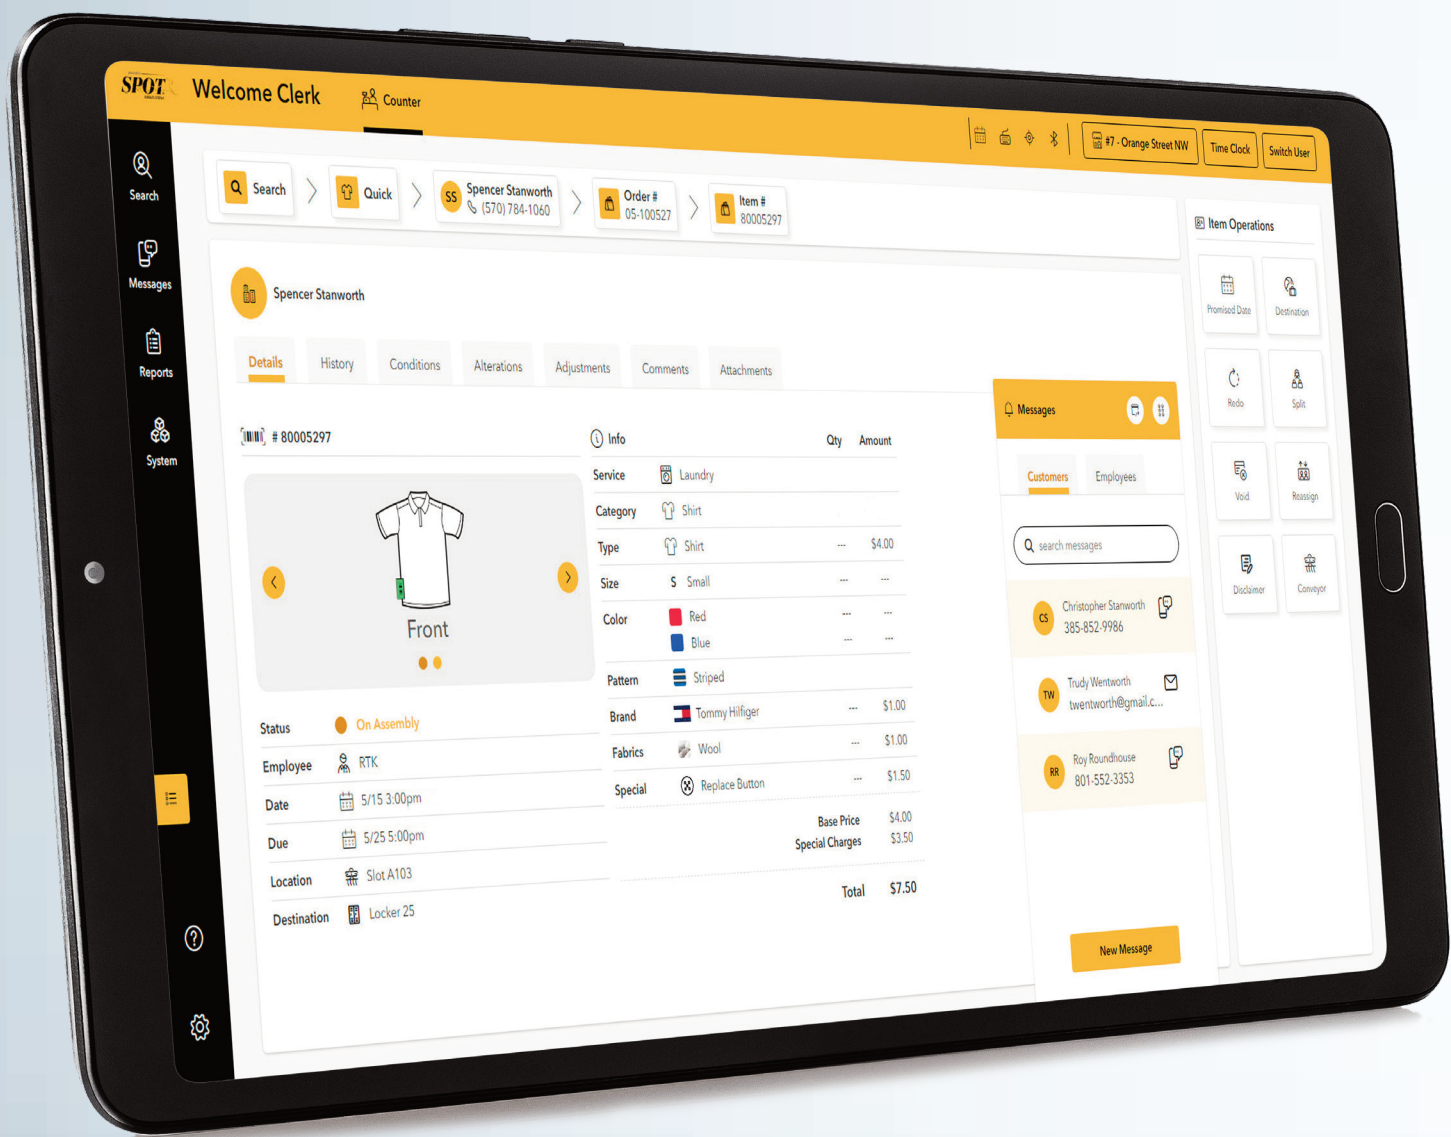 SPOT
Welcome Clerk
Counter
#7 - Orange Street NW
Time Clock
Switch User
Search
Messages
Reports
System
Search
Quick
SS
Spencer Stanworth
(570) 784-1060
Order #
05-100527
Item #
80005297
Spencer Stanworth
Details
History
Conditions
Alterations
Adjustments
Comments
Attachments
# 80005297
Front
Status
On Assembly
Employee
RTK
Date
5/15 3:00pm
Due
5/25 5:00pm
Location
Slot A103
Destination
Locker 25
Info Qty Amount
Service Laundry
Category Shirt
Type Shirt --- $4.00
Size S Small --- ---
Color Red --- ---
Blue --- ---
Pattern Striped
Brand Tommy Hilfiger --- $1.00
Fabrics Wool --- $1.00
Special Replace Button --- $1.50
Base Price $4.00
Special Charges $3.50
Total $7.50
Messages
Customers
Employees
search messages
CS
Christopher Stanworth
385-852-9986
TW
Trudy Wentworth
twentworth@gmail.c...
RR
Roy Roundhouse
801-552-3353
New Message
Item Operations
Promised Date
Destination
Redo
Split
Void
Reassign
Disclaimer
Conveyor